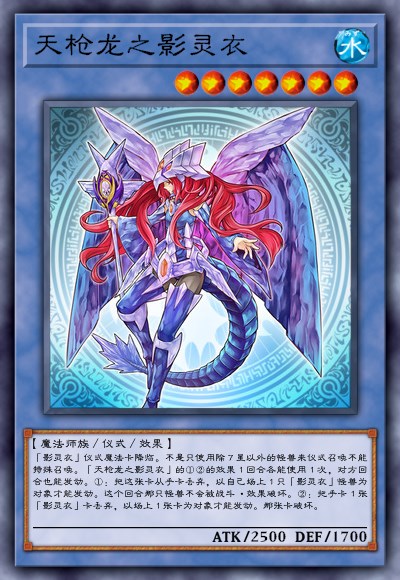 天枪龙之影灵衣
水
【魔法师族／仪式／效果】
「影灵衣」仪式魔法卡降临。不是只使用除7星以外的怪兽来仪式召唤不能
特殊召唤。「天枪龙之影灵衣」的①②的效果1回合各能使用1次，对方回
合也能发动。①：把这张卡从手卡丢弃，以自己场上1只「影灵衣」怪兽为
对象才能发动。这个回合那只怪兽不会被战斗·效果破坏。②：把手卡1张
「影灵衣」卡丢弃，以场上1张卡为对象才能发动。那张卡破坏。
ATK/2500 DEF/1700